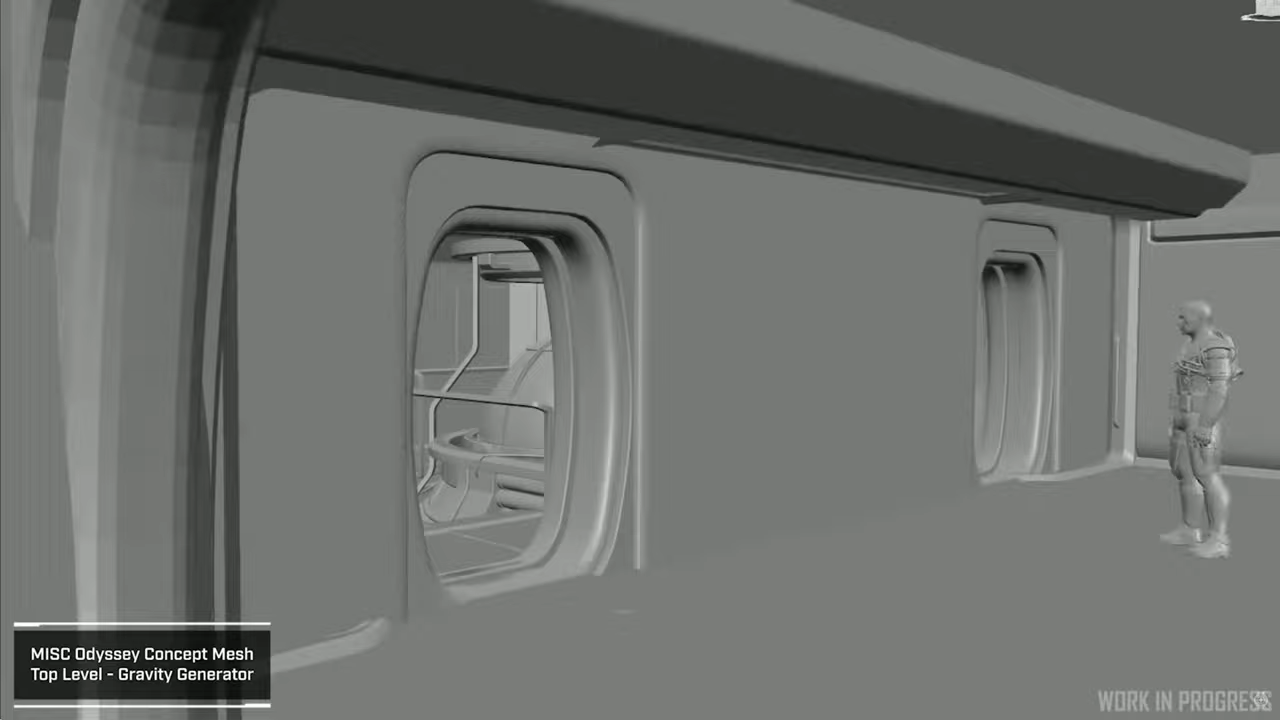 MISC Odyssey Concept Mesh
Top Level - Gravity Generator
WORK IN PROGRESS